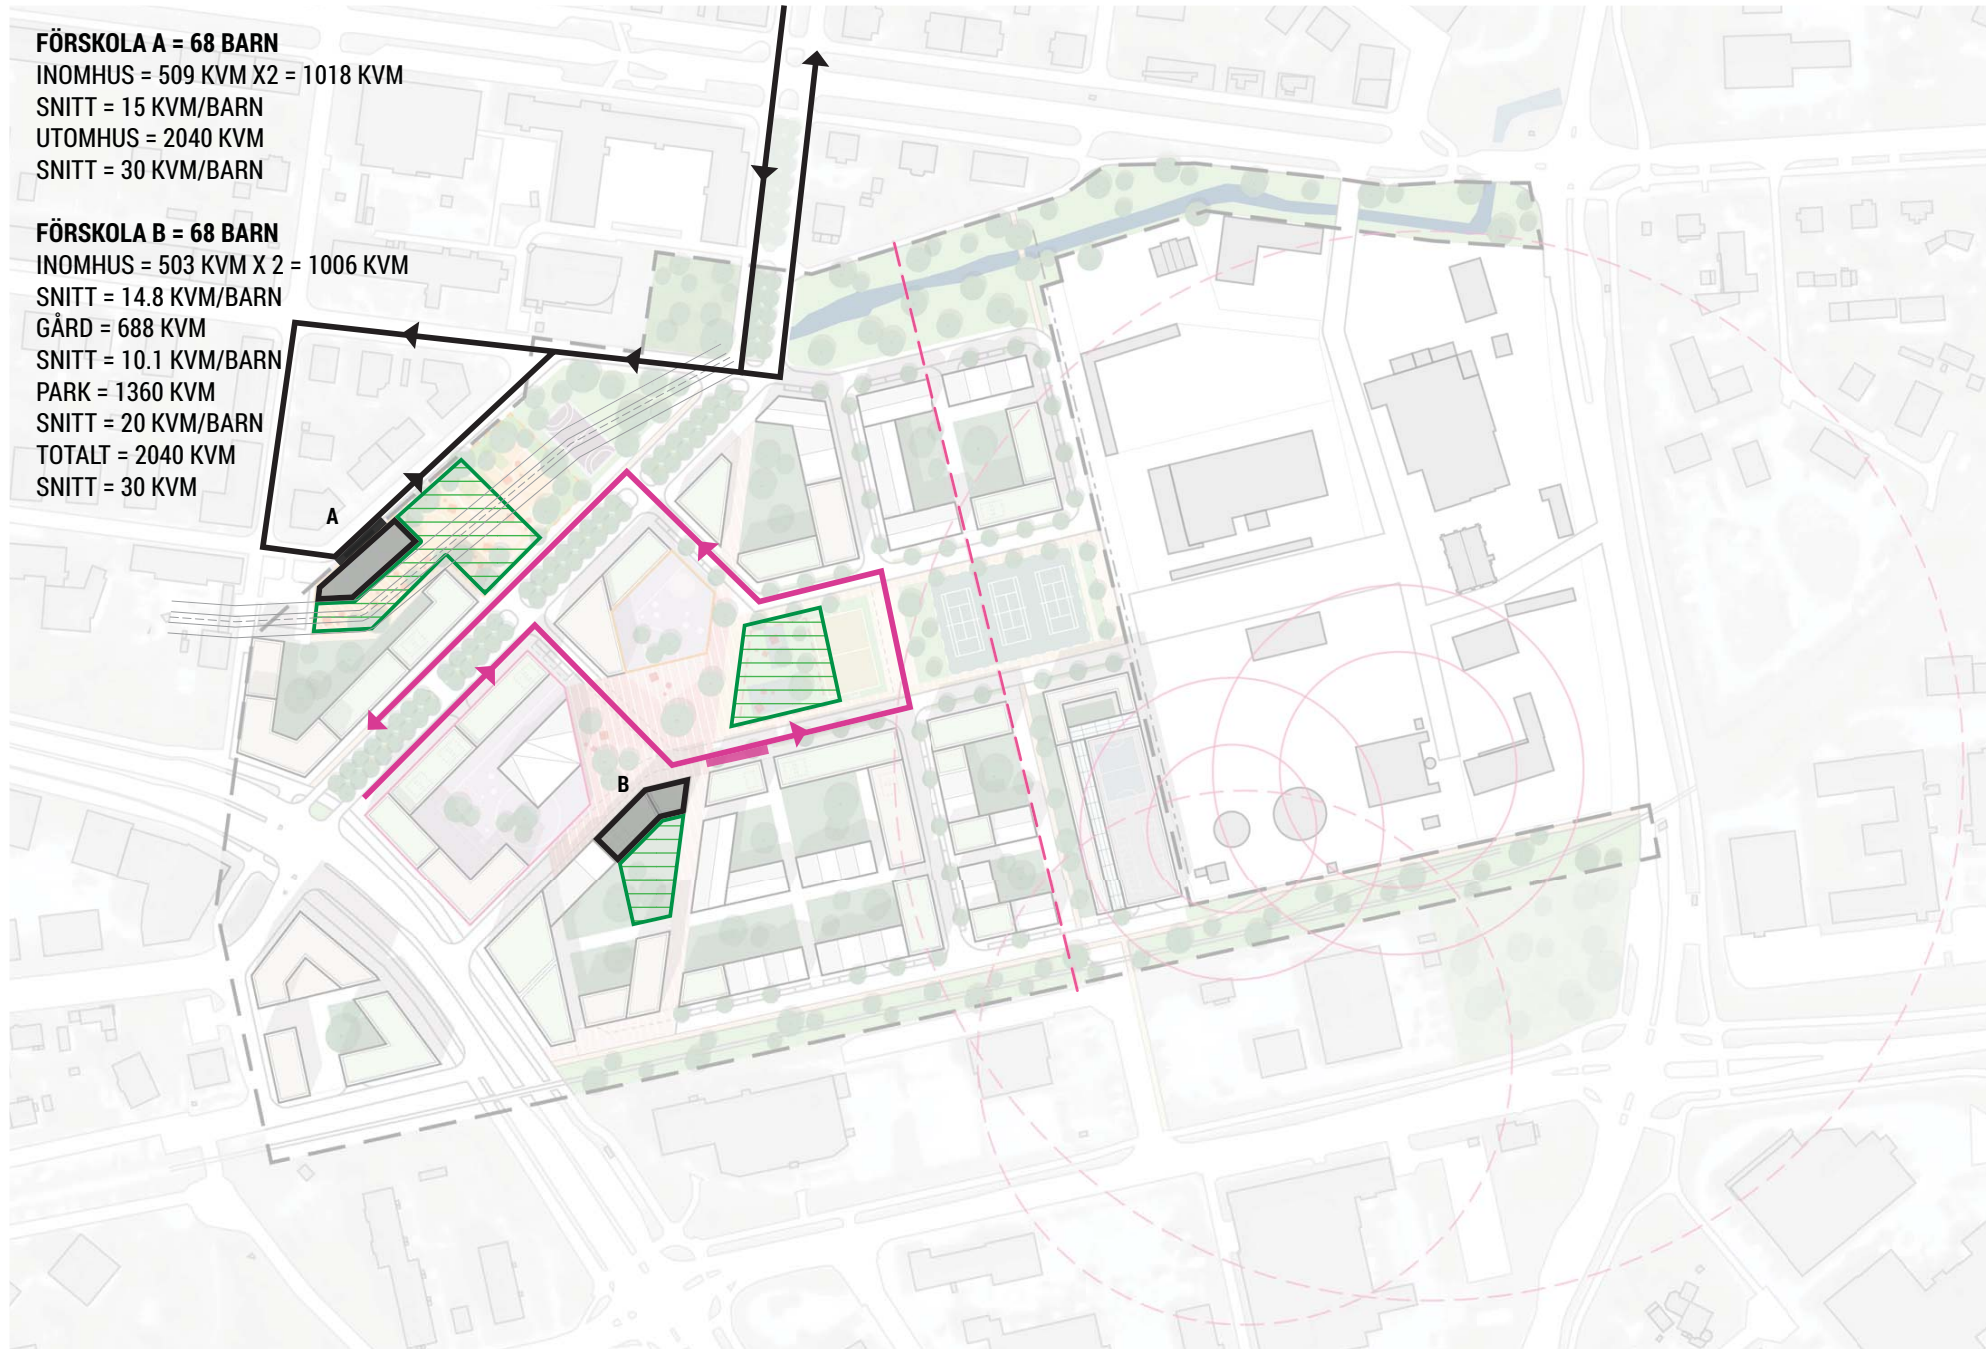 FÖRSKOLA A = 68 BARN
INOMHUS = 509 KVM X2 = 1018 KVM
SNITT = 15 KVM/BARN
UTOMHUS = 2040 KVM
SNITT = 30 KVM/BARN
FÖRSKOLA B = 68 BARN
INOMHUS = 503 KVM X 2 = 1006 KVM
SNITT = 14.8 KVM/BARN
GÅRD = 688 KVM
SNITT = 10.1 KVM/BARN
PARK = 1360 KVM
SNITT = 20 KVM/BARN
TOTALT = 2040 KVM
SNITT = 30 KVM
A
B